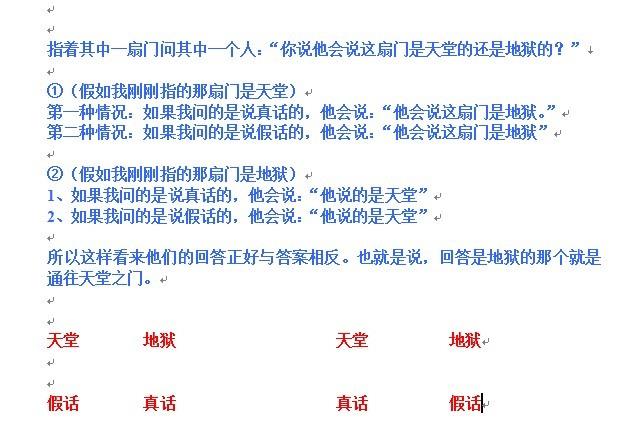 指着其中一扇门问其中一个人：“你说他会说这扇门是天堂的还是地狱的？”
①（假如我刚刚指的那扇门是天堂）
第一种情况：如果我问的是说真话的，他会说：“他会说这扇门是地狱。”
第二种情况：如果我问的是说假话的，他会说：“他会说这扇门是地狱”
②（假如我刚刚指的那扇门是地狱）
1、如果我问的是说真话的，他会说：“他说的是天堂”
2、如果我问的是说假话的，他会说：“他说的是天堂”
所以这样看来他们的回答正好与答案相反。也就是说，回答是地狱的那个就是
通往天堂之门。
天堂 地狱 天堂 地狱
假话 真话 真话 假话